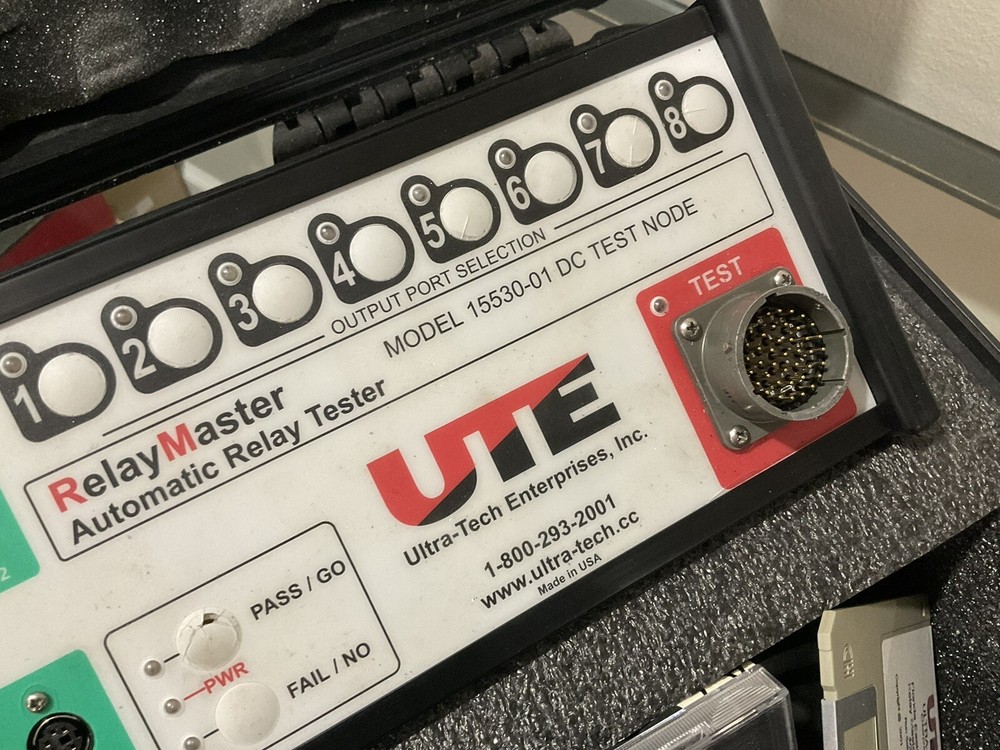 1 2 3 4 5 6 7 8
OUTPUT PORT SELECTION
MODEL 15530-01 DC TEST NODE
RelayMaster
Automatic Relay Tester
TEST
UTE
Ultra-Tech Enterprises, Inc.
1-800-293-2001
www.ultra-tech.cc
Made in USA
2
PASS / GO
PWR
FAIL / NO